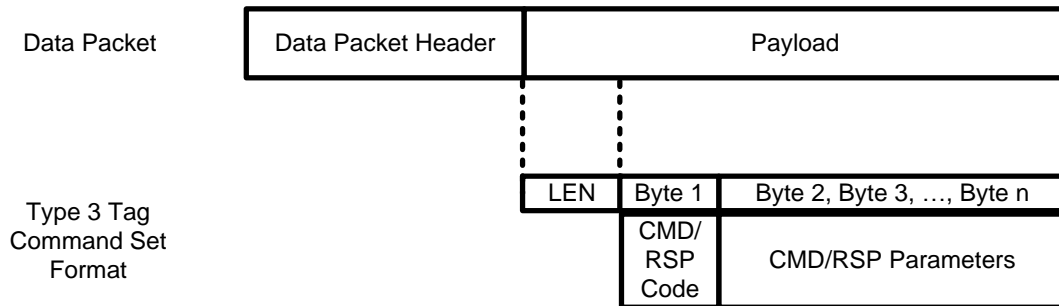 Data Packet
Data Packet Header
Payload
LEN
Byte 1
Byte 2, Byte 3, …, Byte n
Type 3 Tag
Command Set
Format
CMD/
RSP
Code
CMD/RSP Parameters